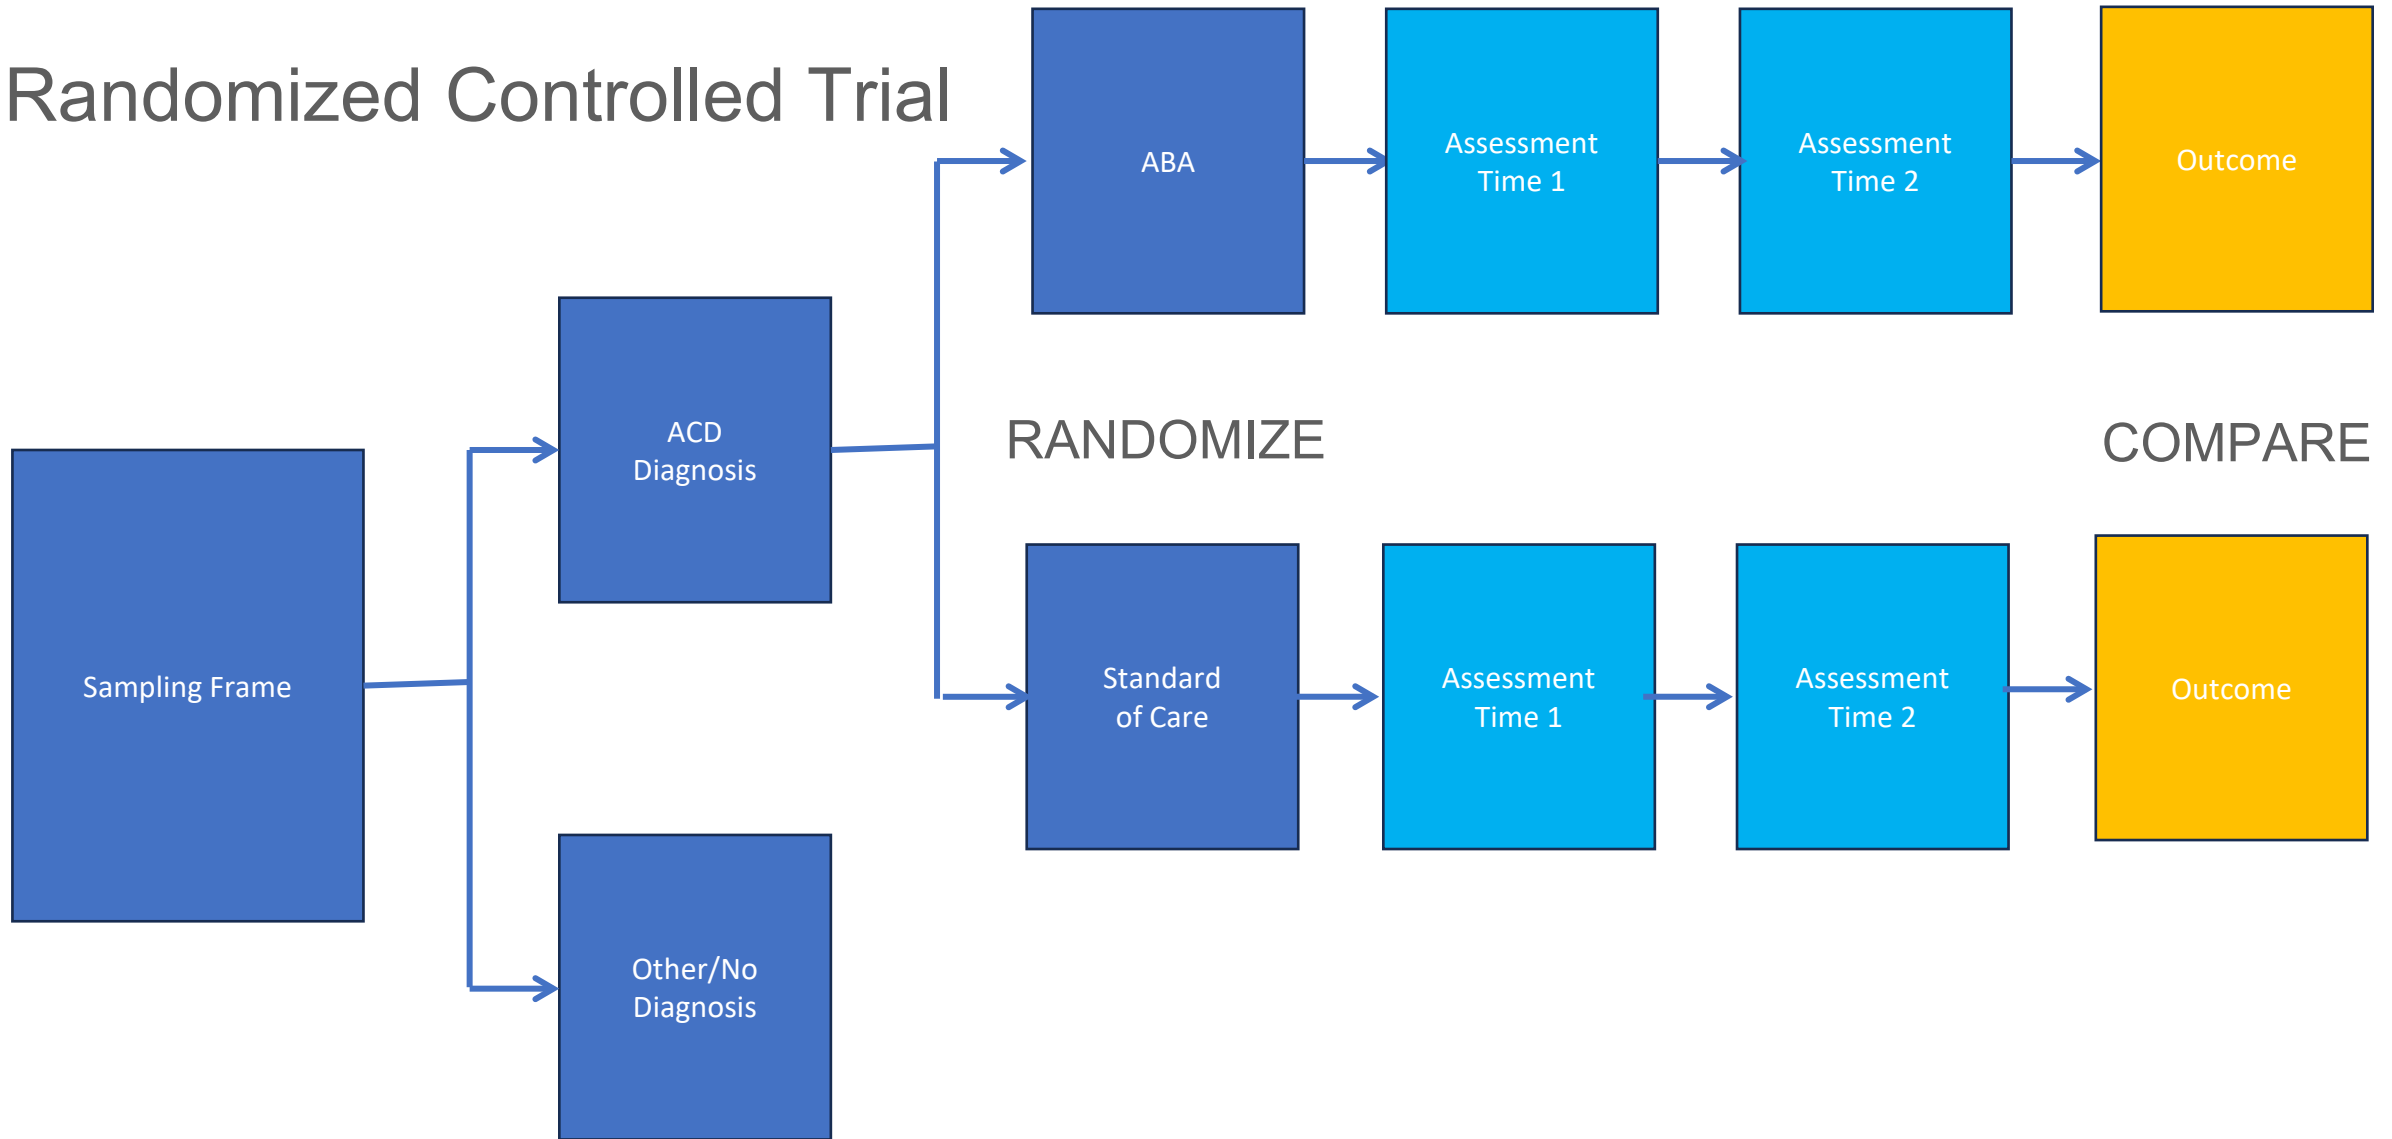 Randomized Controlled Trial
ABA
Assessment
Time 1
Assessment
Time 2
Outcome
ACD
Diagnosis
RANDOMIZE
COMPARE
Sampling Frame
Standard
of Care
Assessment
Time 1
Assessment
Time 2
Outcome
Other/No
Diagnosis